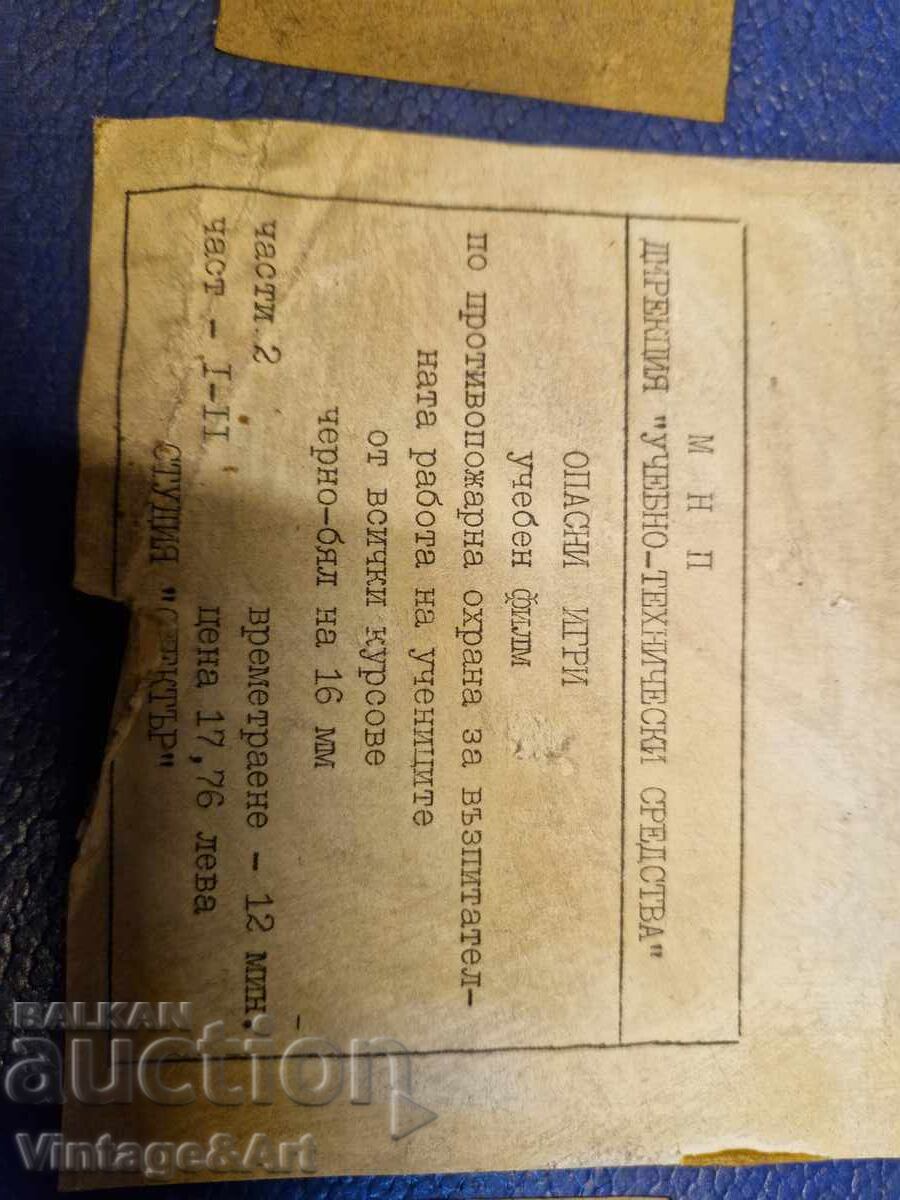 М Н П
ДИРЕКЦИЯ "УЧЕБНО-ТЕХНИЧЕСКИ СРЕДСТВА"
ОПАСНИ ИГРИ
учебен филм
по противопожарна охрана за възпитател-
ната работа на учениците
от всички курсове
черно-бял на 16 мм
части 2 времетраене - 12 мин.
част - I-II цена 17,76 лева
СТУДИЯ "СПЕКТЪР"
BALKAN
auction
Vintage&Art